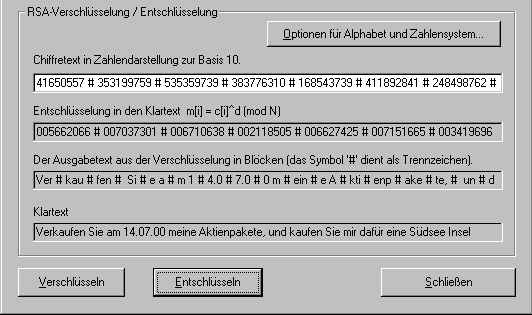 RSA-Verschlüsselung / Entschlüsselung
Optionen für Alphabet und Zahlensystem...
Chiffretext in Zahlendarstellung zur Basis 10.
41650557 # 353199759 # 535359739 # 383776310 # 168543739 # 411892841 # 248498762 #
Entschlüsselung in den Klartext m[i] = c[i]^d (mod N)
005662066 # 007037301 # 006710638 # 002118505 # 006627425 # 007151665 # 003419696
Der Ausgabetext aus der Verschlüsselung in Blöcken (das Symbol '#' dient als Trennzeichen).
Ver # kau # fen # Si # e a # m 1 # 4.0 # 7.0 # 0 m # ein # e A # kti # enp # ake # te, # un # d
Klartext
Verkaufen Sie am 14.07.00 meine Aktienpakete, und kaufen Sie mir dafür eine Südsee Insel
Verschlüsseln
Entschlüsseln
Schließen